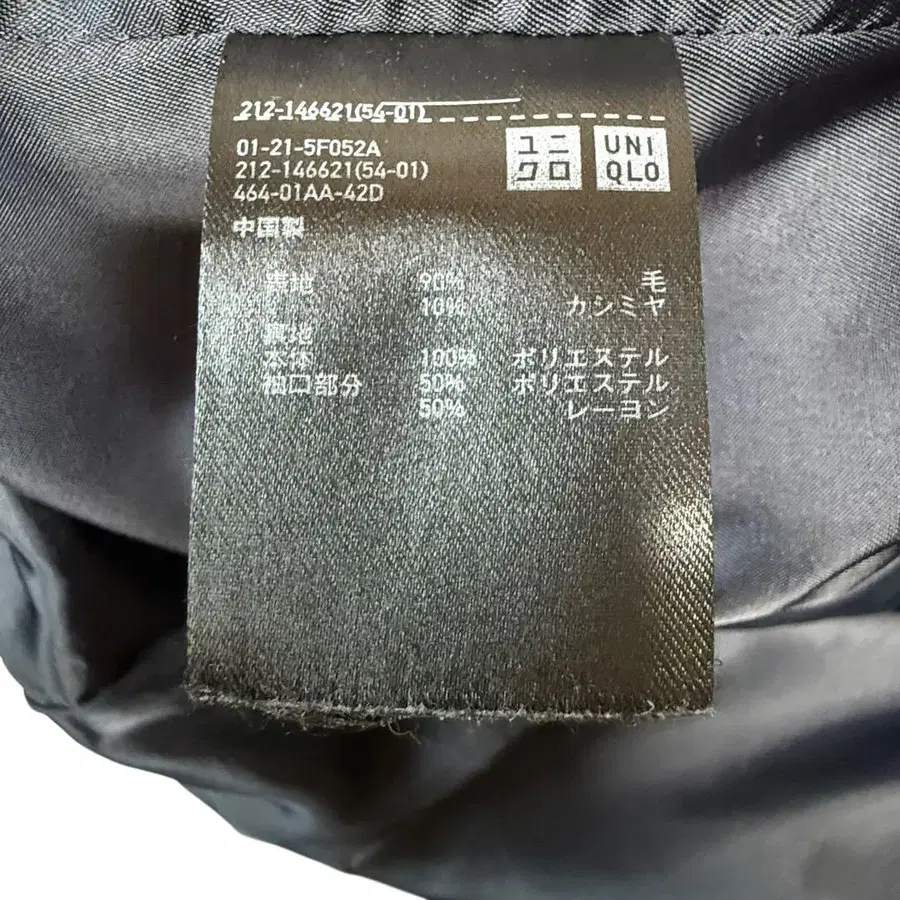 212-146621(54-01)
01-21-5F052A
212-146621(54-01)
464-01AA-42D
中国製
ユニクロ
UNIQLO
表地 90% 毛
10% カシミヤ
裏地
本体 100% ポリエステル
袖口部分 50% ポリエステル
50% レーヨン